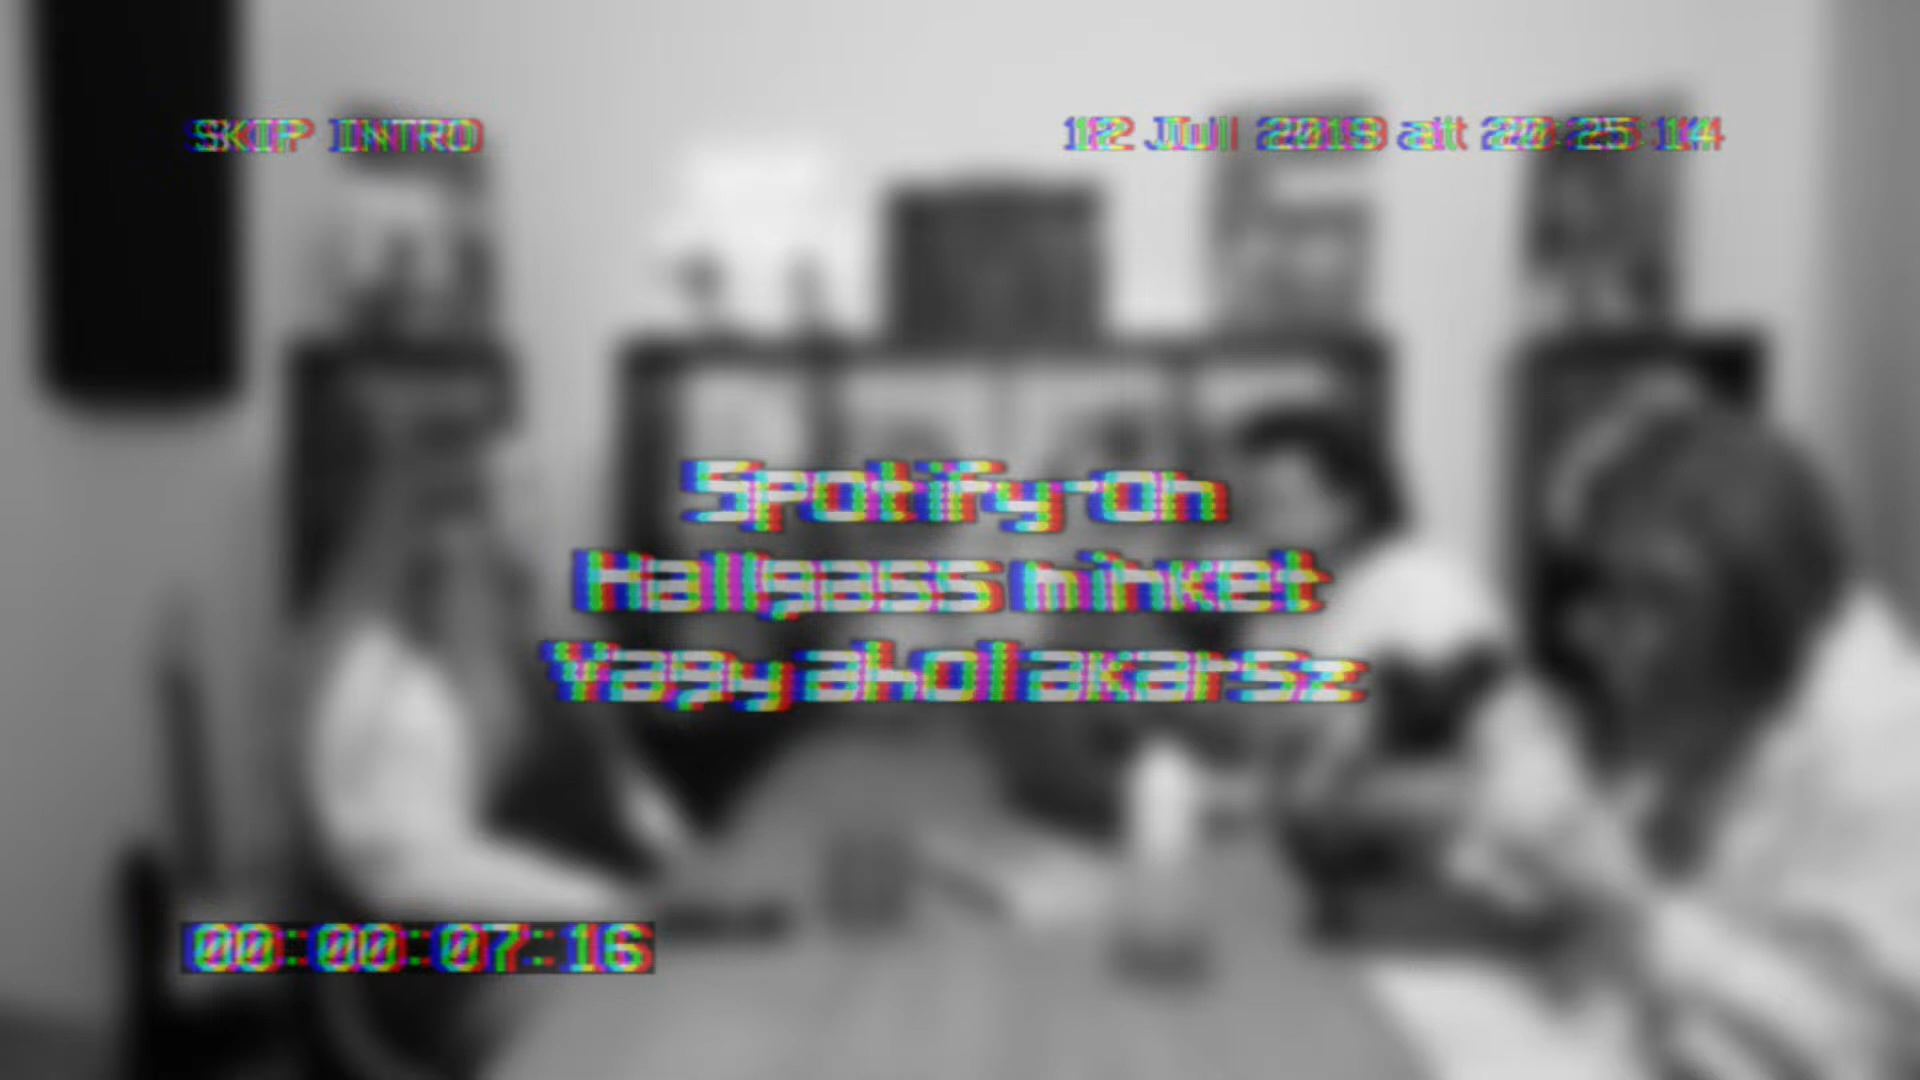 SKIP INTRO
12 Jul 2019 at 20:25:14
Spotify-On
Hallgass minket
Vagy ahol akarsz
00:00:07:16